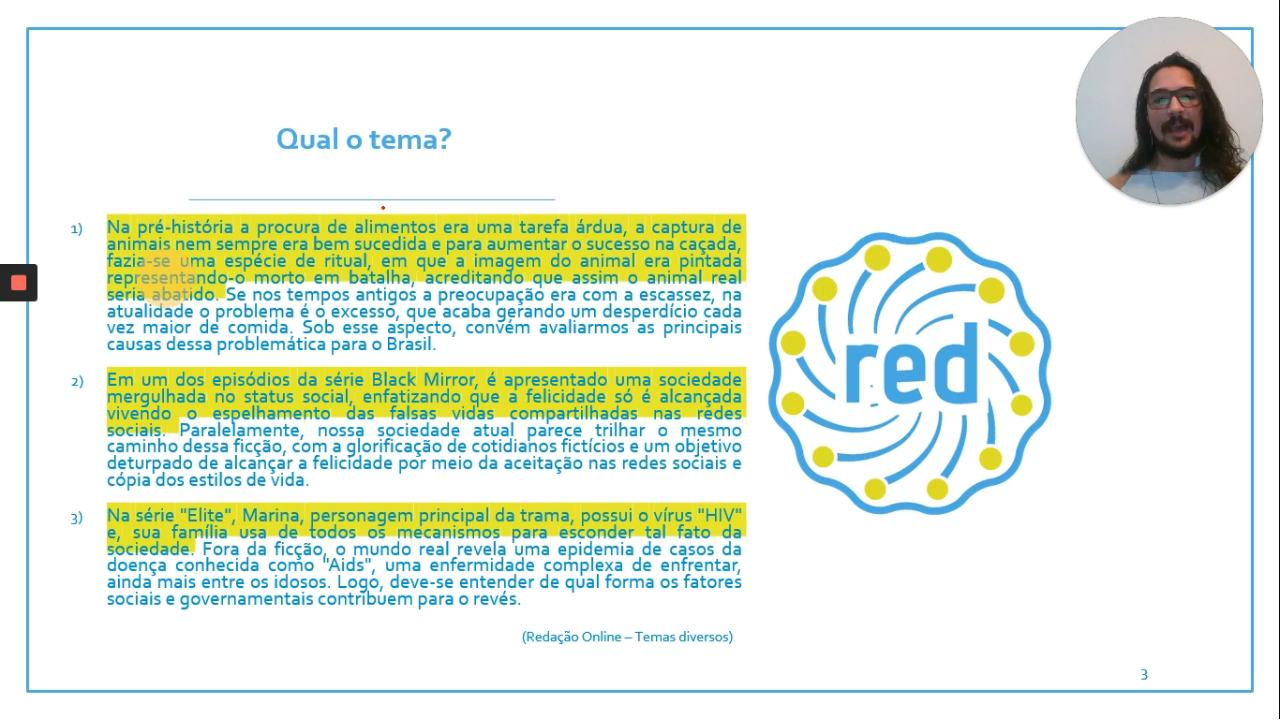 Qual o tema?
1) Na pré-história a procura de alimentos era uma tarefa árdua, a captura de
animais nem sempre era bem sucedida e para aumentar o sucesso na caçada,
fazia-se uma espécie de ritual, em que a imagem do animal era pintada
representando-o morto em batalha, acreditando que assim o animal real
seria abatido. Se nos tempos antigos a preocupação era com a escassez, na
atualidade o problema é o excesso, que acaba gerando um desperdício cada
vez maior de comida. Sob esse aspecto, convém avaliarmos as principais
causas dessa problemática para o Brasil.
2) Em um dos episódios da série Black Mirror, é apresentado uma sociedade
mergulhada no status social, enfatizando que a felicidade só é alcançada
vivendo o espelhamento das falsas vidas compartilhadas nas redes
sociais. Paralelamente, nossa sociedade atual parece trilhar o mesmo
caminho dessa ficção, com a glorificação de cotidianos fictícios e um objetivo
deturpado de alcançar a felicidade por meio da aceitação nas redes sociais e
cópia dos estilos de vida.
3) Na série "Elite", Marina, personagem principal da trama, possui o vírus "HIV"
e, sua família usa de todos os mecanismos para esconder tal fato da
sociedade. Fora da ficção, o mundo real revela uma epidemia de casos da
doença conhecida como "Aids", uma enfermidade complexa de enfrentar,
ainda mais entre os idosos. Logo, deve-se entender de qual forma os fatores
sociais e governamentais contribuem para o revés.
(Redação Online – Temas diversos)
red
3